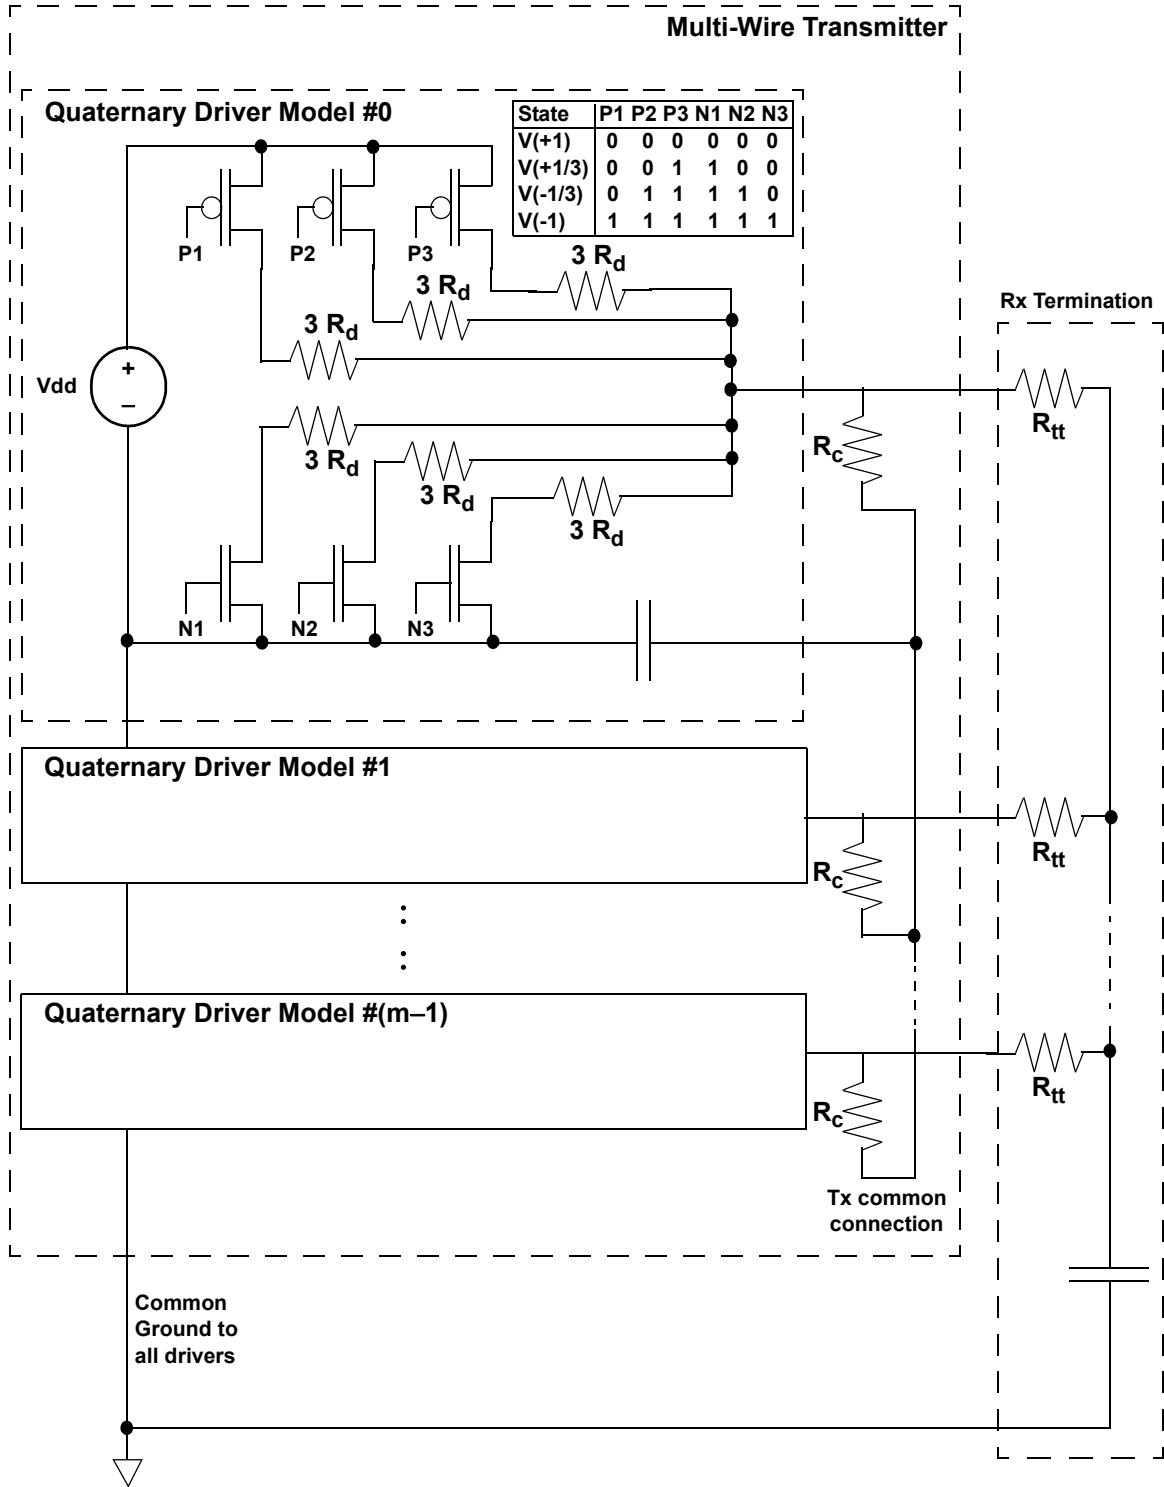 Multi-Wire Transmitter
Quaternary Driver Model #0
State P1 P2 P3 N1 N2 N3
V(+1) 0 0 0 0 0 0
V(+1/3) 0 0 1 1 0 0
V(-1/3) 0 1 1 1 1 0
V(-1) 1 1 1 1 1 1
P1
P2
P3
3 Rd
3 Rd
3 Rd
Rx Termination
+
Vdd
–
Rtt
Rc
3 Rd
3 Rd
3 Rd
N1
N2
N3
Quaternary Driver Model #1
Rtt
Rc
Quaternary Driver Model #(m–1)
Rtt
Rc
Tx common
connection
Common
Ground to
all drivers